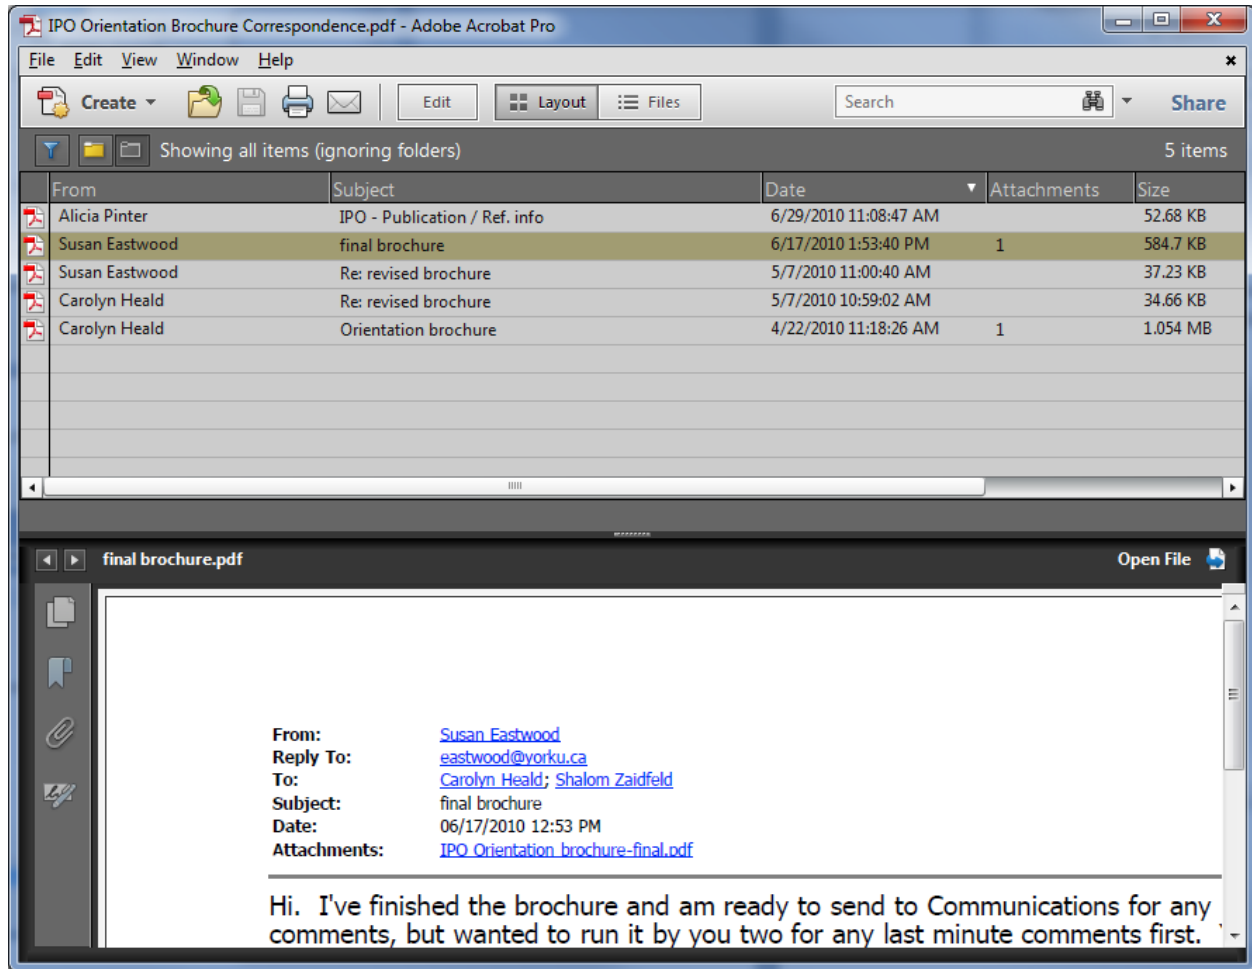 IPO Orientation Brochure Correspondence.pdf - Adobe Acrobat Pro
File Edit View Window Help
Create Edit Layout Files Search Share
Showing all items (ignoring folders) 5 items
From Subject Date Attachments Size
Alicia Pinter IPO - Publication / Ref. info 6/29/2010 11:08:47 AM 52.68 KB
Susan Eastwood final brochure 6/17/2010 1:53:40 PM 1 584.7 KB
Susan Eastwood Re: revised brochure 5/7/2010 11:00:40 AM 37.23 KB
Carolyn Heald Re: revised brochure 5/7/2010 10:59:02 AM 34.66 KB
Carolyn Heald Orientation brochure 4/22/2010 11:18:26 AM 1 1.054 MB
final brochure.pdf Open File
From: Susan Eastwood
Reply To: eastwood@yorku.ca
To: Carolyn Heald; Shalom Zaidfeld
Subject: final brochure
Date: 06/17/2010 12:53 PM
Attachments: IPO Orientation brochure-final.pdf
Hi. I've finished the brochure and am ready to send to Communications for any
comments, but wanted to run it by you two for any last minute comments first.